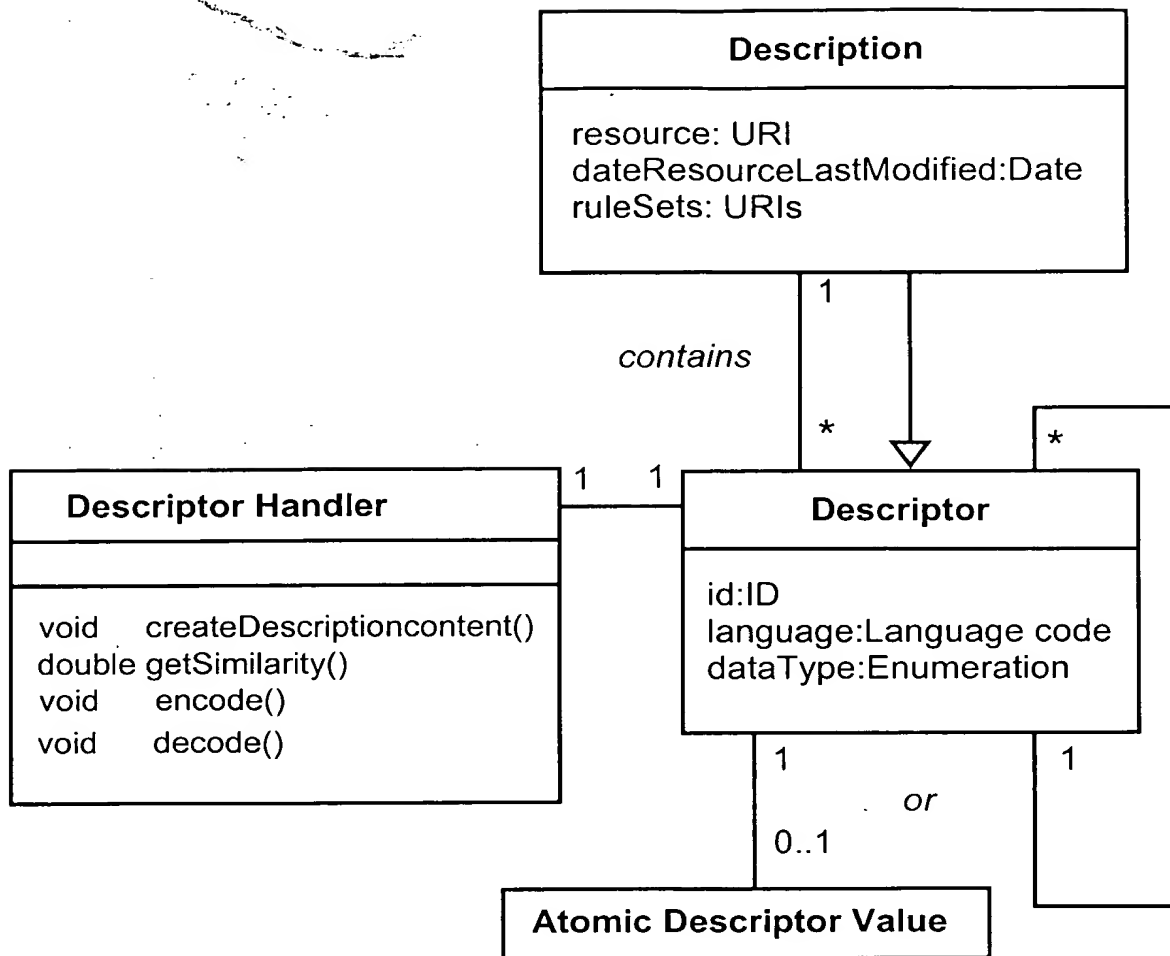 Description
resource: URI
dateResourceLastModified:Date
ruleSets: URIs
1
contains
*
*
Descriptor Handler
1 1
Descriptor
void createDescriptioncontent()
double getSimilarity()
void encode()
void decode()
id:ID
language:Language code
dataType:Enumeration
1
1
or
0..1
Atomic Descriptor Value